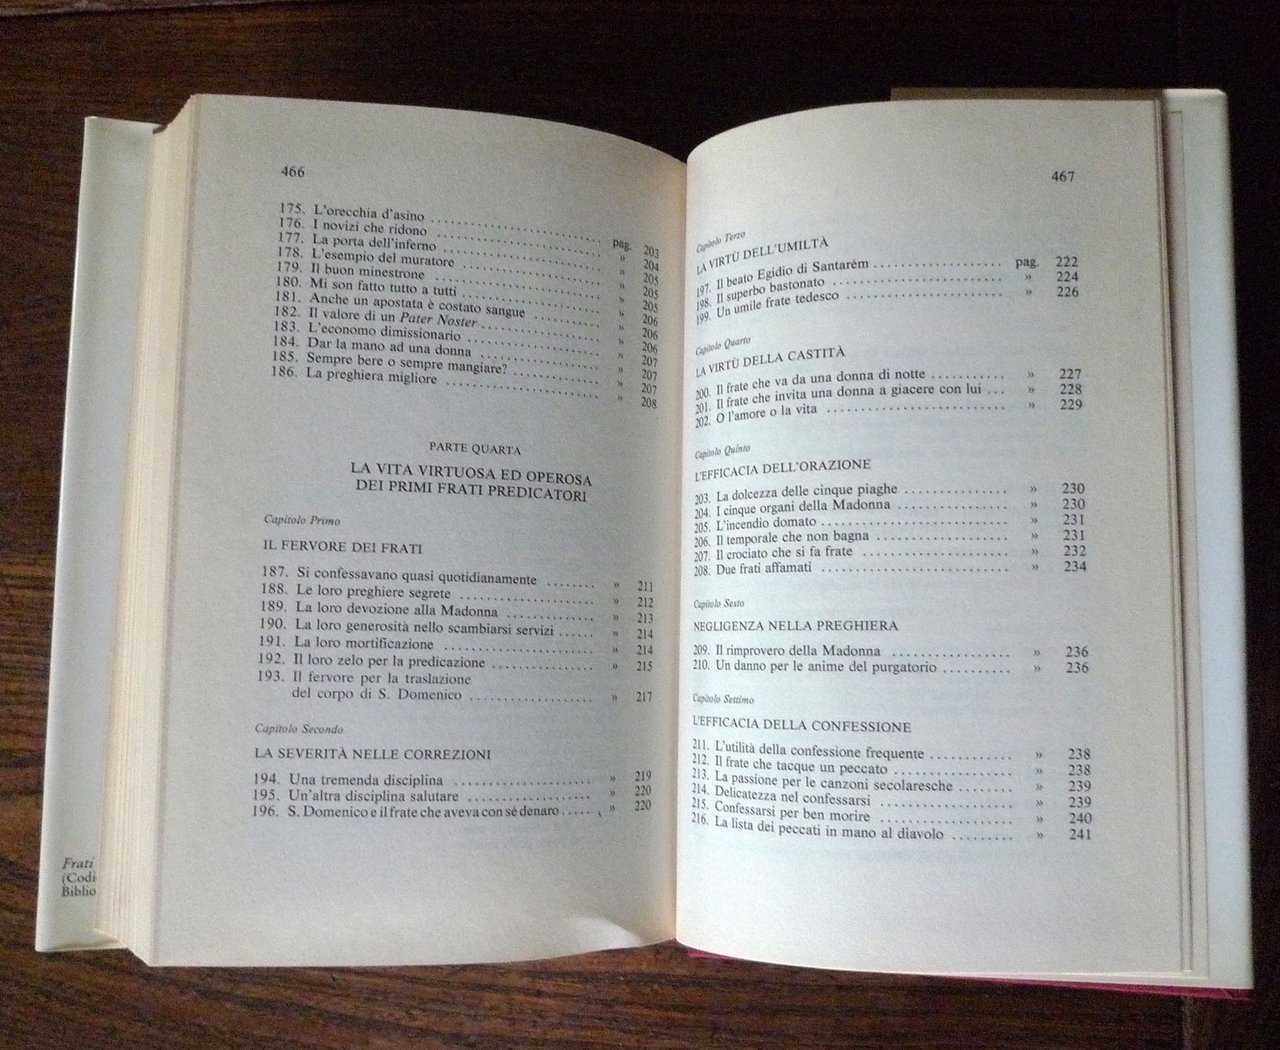 466
175. L'orecchia d'asino ........ pag. 203
176. I novizi che ridono ........ » 204
177. La porta dell'inferno ........ » 205
178. L'esempio del muratore ........ » 205
179. Il buon minestrone ........ » 205
180. Mi son fatto tutto a tutti ........ » 205
181. Anche un apostata è costato sangue ........ » 206
182. Il valore di un Pater Noster ........ » 206
183. L'economo dimissionario ........ » 206
184. Dar la mano ad una donna ........ » 207
185. Sempre bere o sempre mangiare? ........ » 207
186. La preghiera migliore ........ » 208
PARTE QUARTA
LA VITA VIRTUOSA ED OPEROSA
DEI PRIMI FRATI PREDICATORI
Capitolo Primo
IL FERVORE DEI FRATI
187. Si confessavano quasi quotidianamente ........ » 211
188. Le loro preghiere segrete ........ » 212
189. La loro devozione alla Madonna ........ » 213
190. La loro generosità nello scambiarsi servizi ...... » 214
191. La loro mortificazione ........ » 214
192. Il loro zelo per la predicazione ........ » 215
193. Il fervore per la traslazione
del corpo di S. Domenico ........ » 217
Capitolo Secondo
LA SEVERITÀ NELLE CORREZIONI
194. Una tremenda disciplina ........ » 219
195. Un'altra disciplina salutare ........ » 220
196. S. Domenico e il frate che aveva con sé denaro ..... » 220
Frati
(Codi
Biblio
467
Capitolo Terzo
LA VIRTÙ DELL'UMILTÀ
197. Il beato Egidio di Santarém ........ pag. 222
198. Il superbo bastonato ........ » 224
199. Un umile frate tedesco ........ » 226
Capitolo Quarto
LA VIRTÙ DELLA CASTITÀ
200. Il frate che va da una donna di notte ........ » 227
201. Il frate che invita una donna a giacere con lui ... » 228
202. O l'amore o la vita ........ » 229
Capitolo Quinto
L'EFFICACIA DELL'ORAZIONE
203. La dolcezza delle cinque piaghe ........ » 230
204. I cinque organi della Madonna ........ » 230
205. L'incendio domato ........ » 231
206. Il temporale che non bagna ........ » 231
207. Il crociato che si fa frate ........ » 232
208. Due frati affamati ........ » 234
Capitolo Sesto
NEGLIGENZA NELLA PREGHIERA
209. Il rimprovero della Madonna ........ » 236
210. Un danno per le anime del purgatorio ........ » 236
Capitolo Settimo
L'EFFICACIA DELLA CONFESSIONE
211. L'utilità della confessione frequente ........ » 238
212. Il frate che tacque un peccato ........ » 238
213. La passione per le canzoni secolaresche ........ » 239
214. Delicatezza nel confessarsi ........ » 239
215. Confessarsi per ben morire ........ » 240
216. La lista dei peccati in mano al diavolo ........ » 241